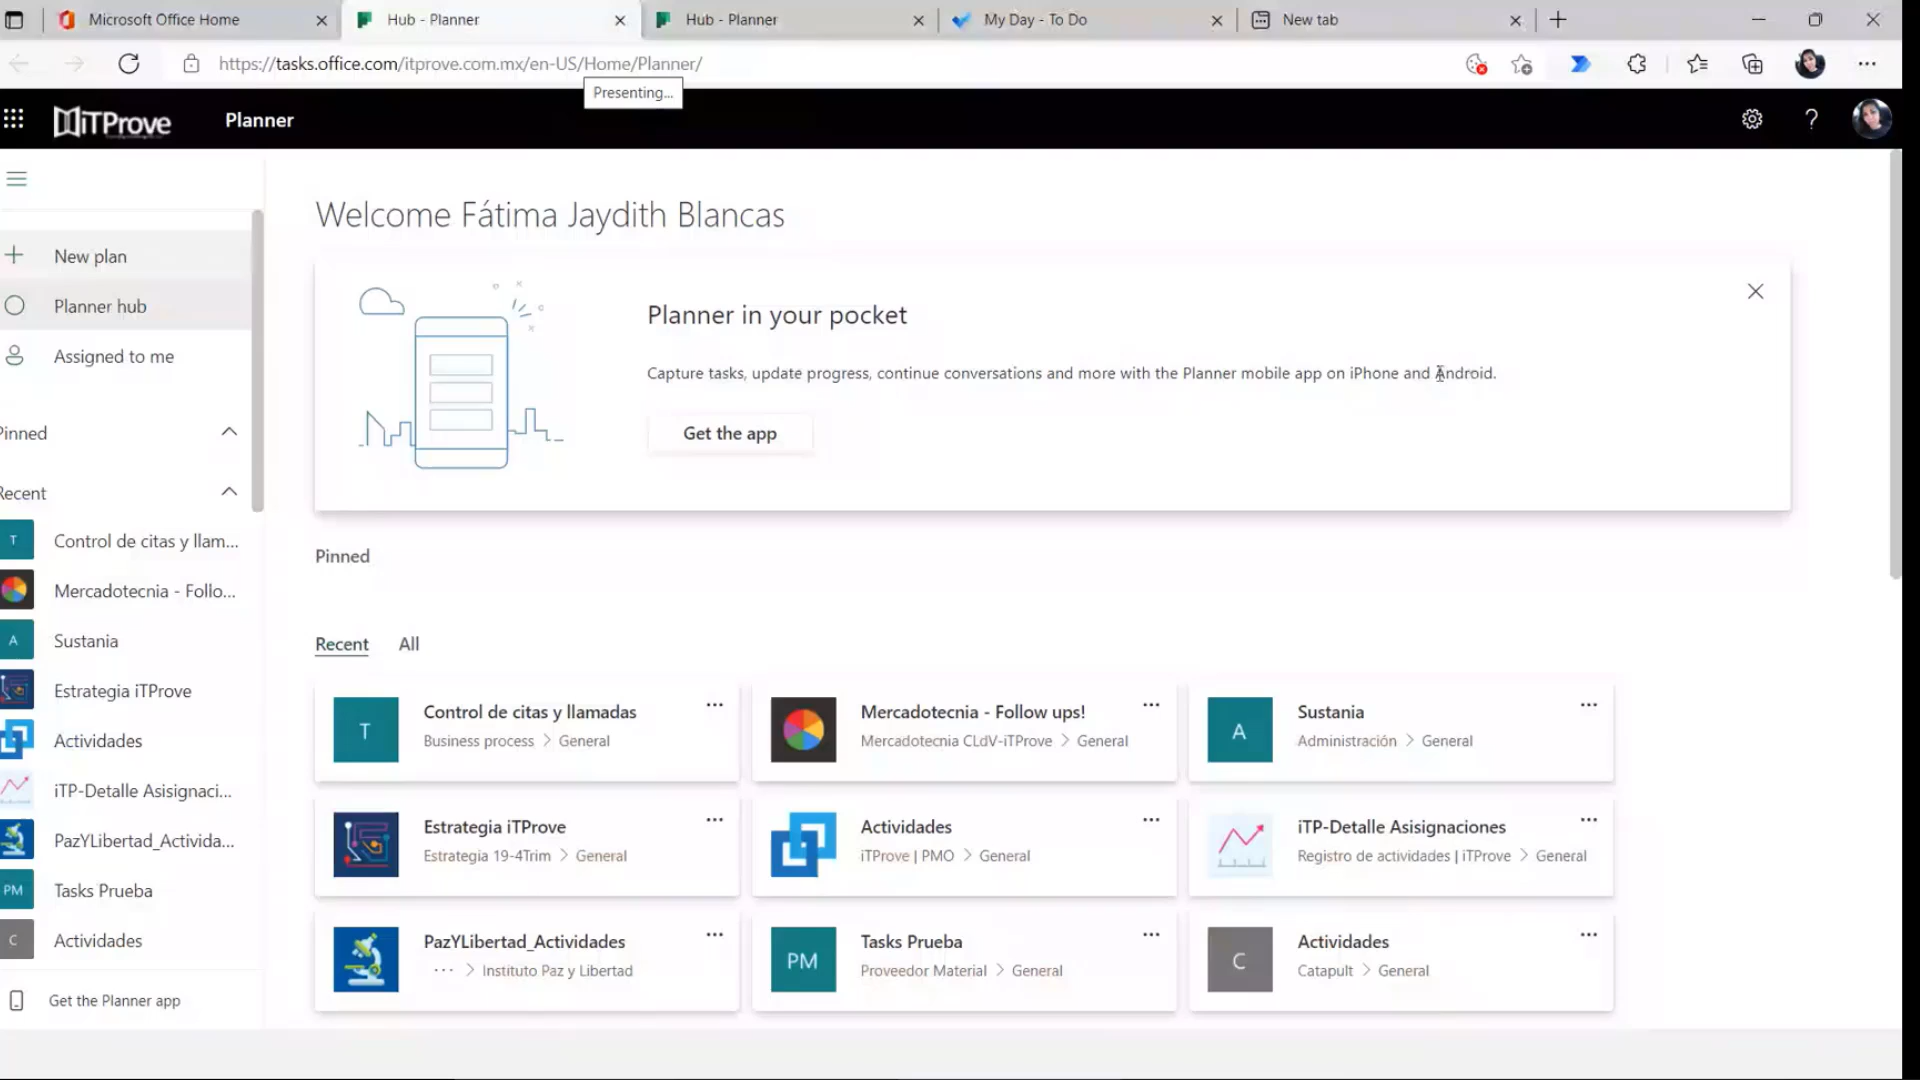 Microsoft Office Home
Hub - Planner
Hub - Planner
My Day - To Do
New tab
https://tasks.office.com/itprove.com.mx/en-US/Home/Planner/
Presenting...
iTProve
Planner
?
New plan
Planner hub
Assigned to me
Pinned
Recent
T
Control de citas y llam...
Mercadotecnia - Follo...
A
Sustania
Estrategia iTProve
Actividades
iTP-Detalle Asisignaci...
PazYLibertad_Activida...
PM
Tasks Prueba
C
Actividades
Get the Planner app
Welcome Fátima Jaydith Blancas
Planner in your pocket
Capture tasks, update progress, continue conversations and more with the Planner mobile app on iPhone and Android.
Get the app
Pinned
Recent
All
T
Control de citas y llamadas
Business process > General
Mercadotecnia - Follow ups!
Mercadotecnia CLdV-iTProve > General
A
Sustania
Administración > General
Estrategia iTProve
Estrategia 19-4Trim > General
Actividades
iTProve | PMO > General
iTP-Detalle Asisignaciones
Registro de actividades | iTProve > General
PazYLibertad_Actividades
... > Instituto Paz y Libertad
PM
Tasks Prueba
Proveedor Material > General
C
Actividades
Catapult > General